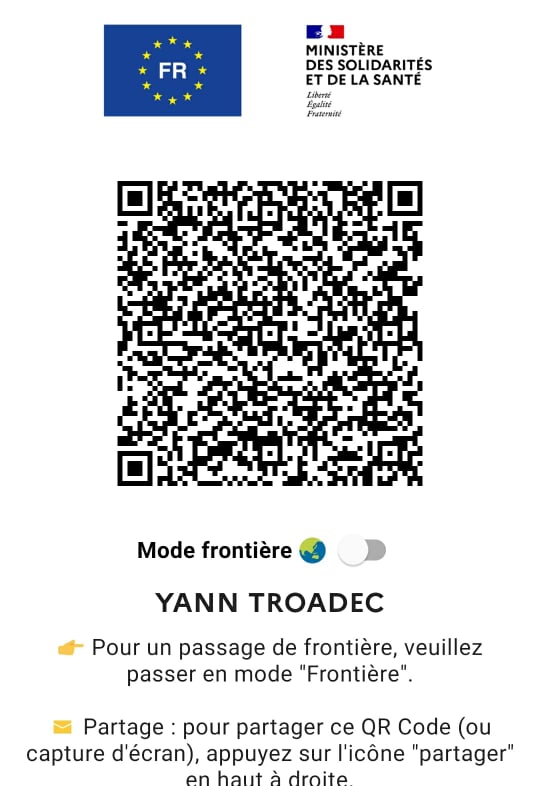 FR
MINISTÈRE
DES SOLIDARITÉS
ET DE LA SANTÉ
Liberté
Égalité
Fraternité
Mode frontière
YANN TROADEC
Pour un passage de frontière, veuillez
passer en mode "Frontière".
Partage : pour partager ce QR Code (ou
capture d'écran), appuyez sur l'icône "partager"
en haut à droite.